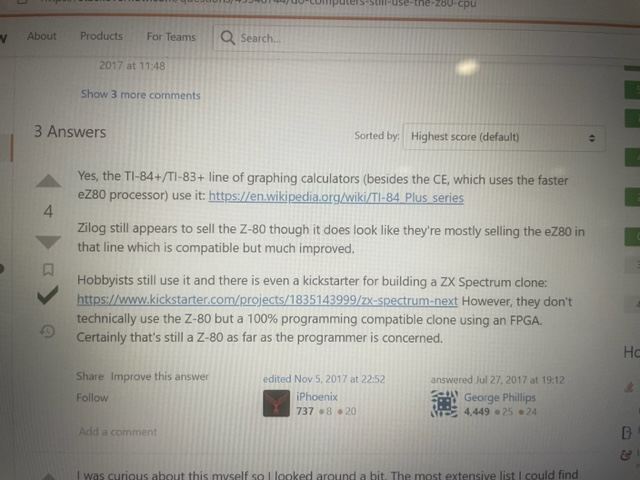 do-computers-still-use-the-z80-cpu
About Products For Teams Search...
2017 at 11:48
Show 3 more comments
3 Answers
Sorted by: Highest score (default)
Yes, the TI-84+/TI-83+ line of graphing calculators (besides the CE, which uses the faster
eZ80 processor) use it: https://en.wikipedia.org/wiki/TI-84_Plus_series
4
Zilog still appears to sell the Z-80 though it does look like they're mostly selling the eZ80 in
that line which is compatible but much improved.
Hobbyists still use it and there is even a kickstarter for building a ZX Spectrum clone:
https://www.kickstarter.com/projects/1835143999/zx-spectrum-next However, they don't
technically use the Z-80 but a 100% programming compatible clone using an FPGA.
Certainly that's still a Z-80 as far as the programmer is concerned.
Share Improve this answer
Follow
edited Nov 5, 2017 at 22:52
iPhoenix
737 8 20
answered Jul 27, 2017 at 19:12
George Phillips
4,449 25 24
Add a comment
I was curious about this myself so I looked around a bit. The most extensive list I could find